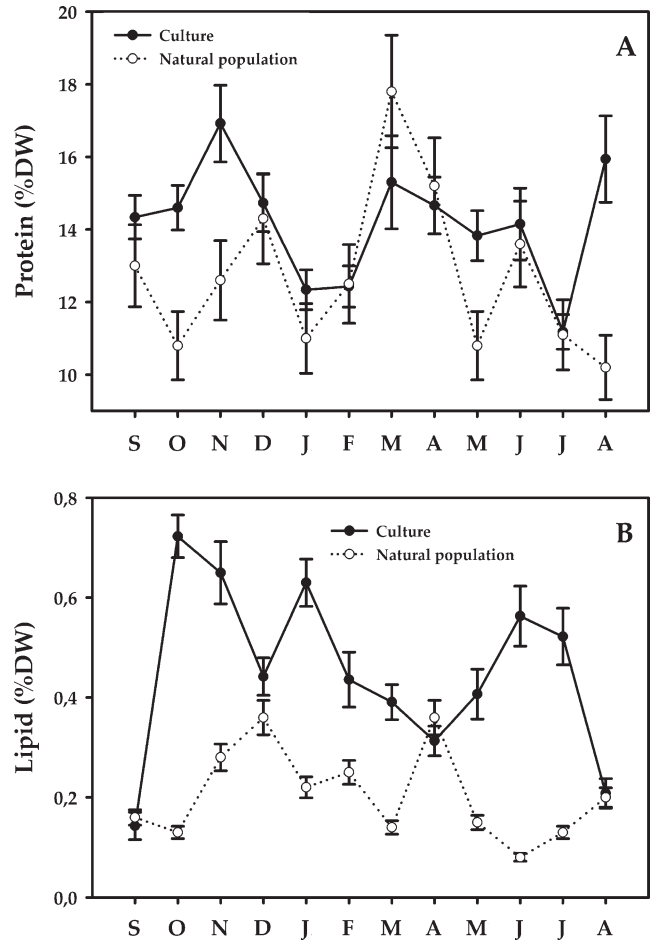 20
18
16
14
12
10
Protein (%DW)
Culture
Natural population
A
S O N D J F M A M J J A
0,8
0,6
0,4
0,2
0,0
Lipid (%DW)
Culture
Natural population
B
S O N D J F M A M J J A